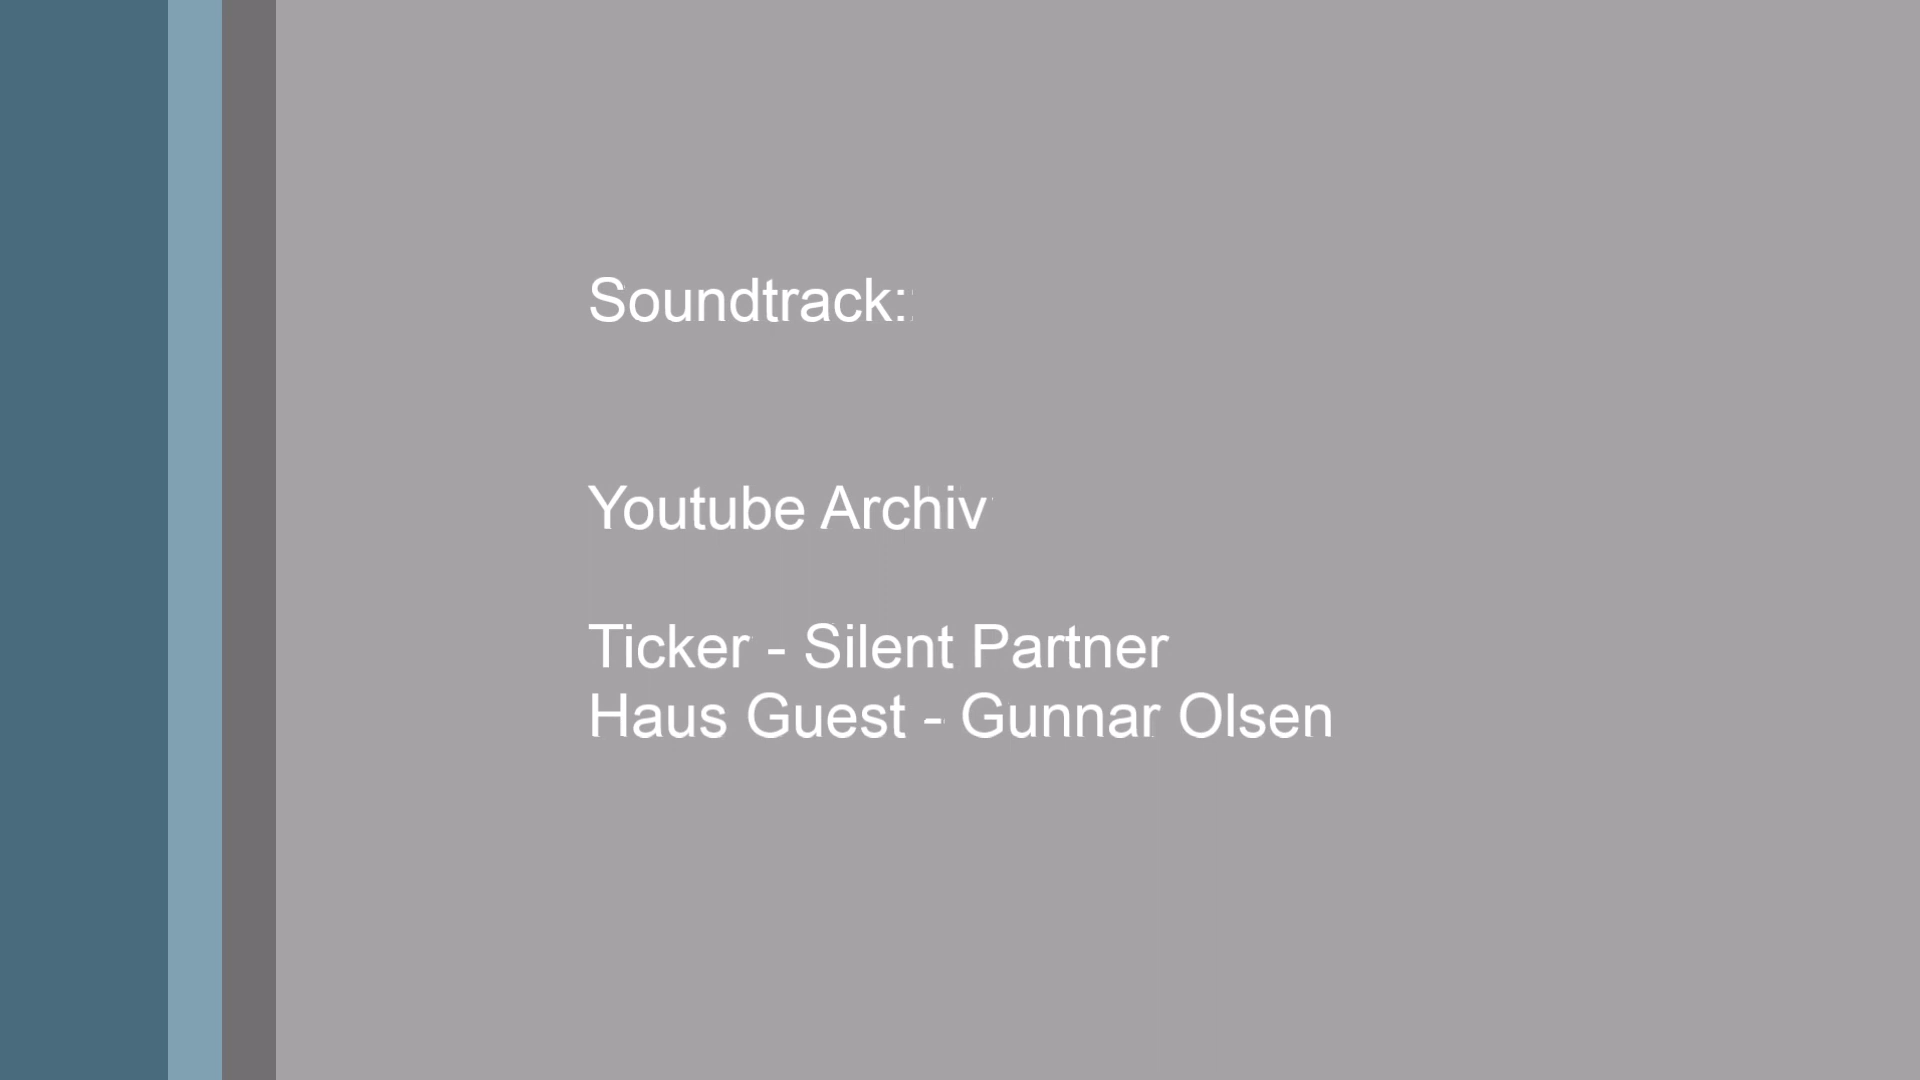 Soundtrack:
Youtube Archiv
Ticker - Silent Partner
Haus Guest - Gunnar Olsen